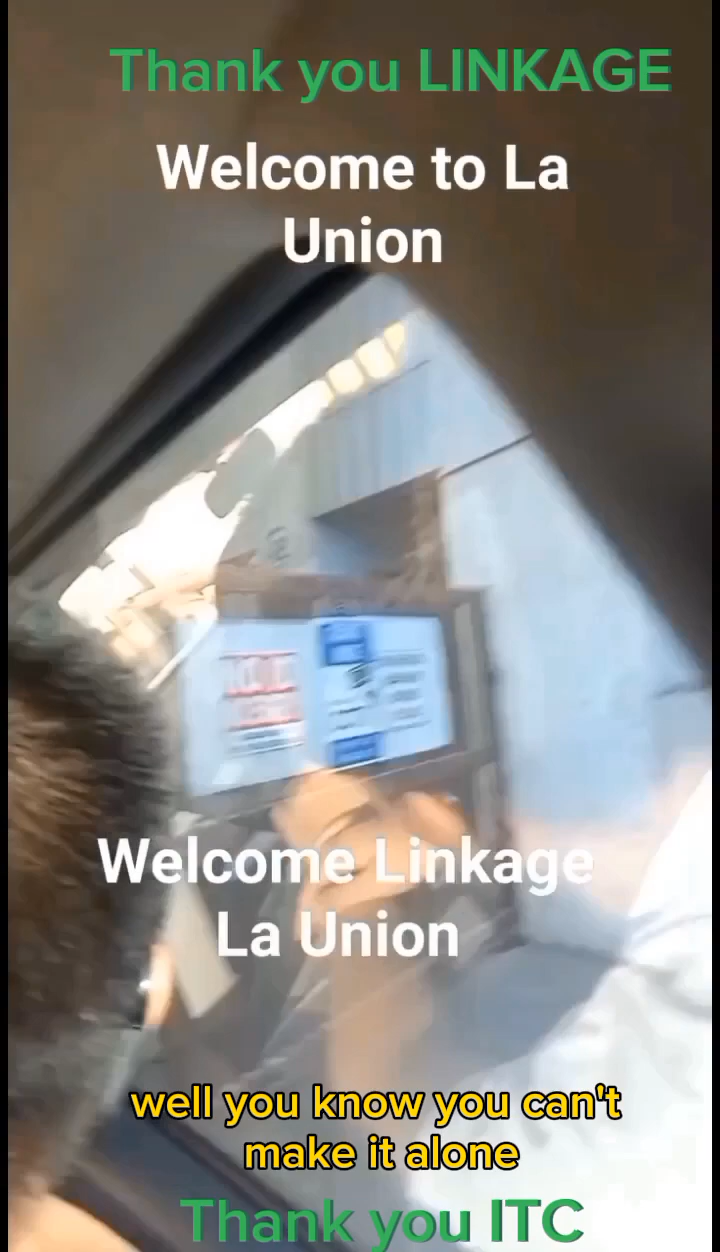 Thank you LINKAGE
Welcome to La
Union
Welcome Linkage
La Union
well you know you can't
make it alone
Thank you ITC